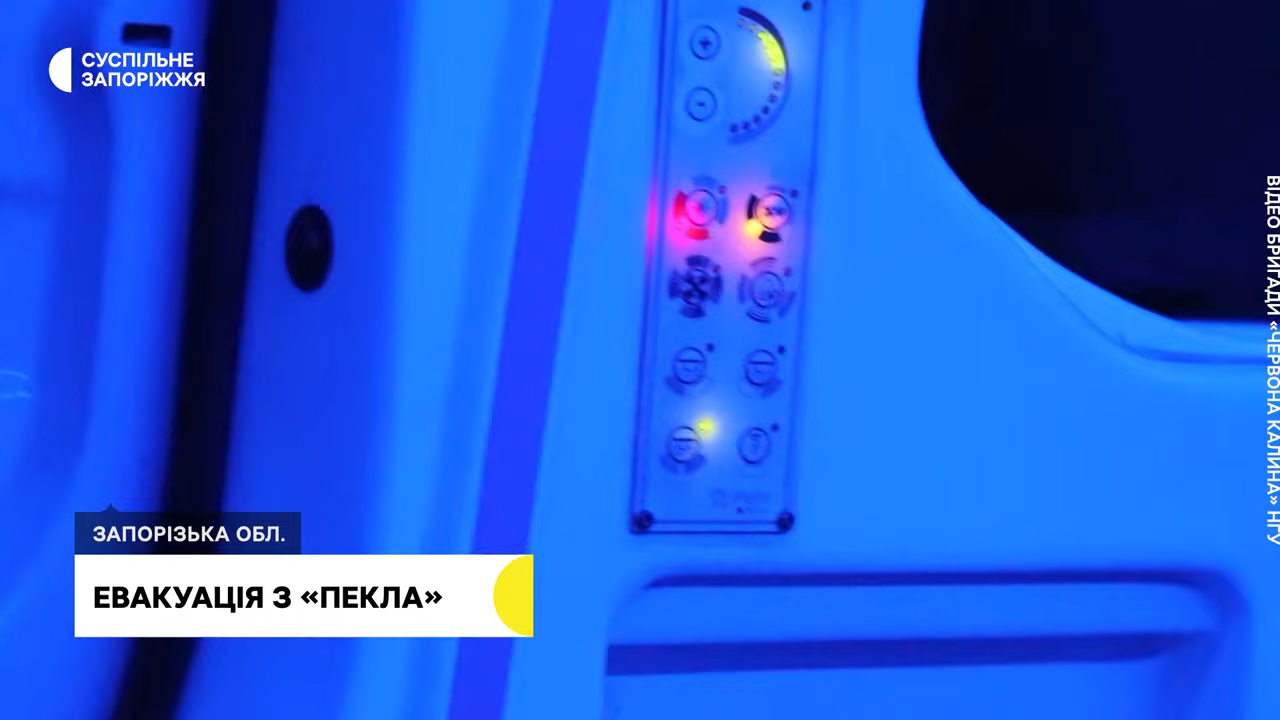 СУСПІЛЬНЕ
ЗАПОРІЖЖЯ
ВІДЕО БРИГАДИ «ЧЕРВОНА КАЛИНА» НГУ
ЗАПОРІЗЬКА ОБЛ.
ЕВАКУАЦІЯ З «ПЕКЛА»